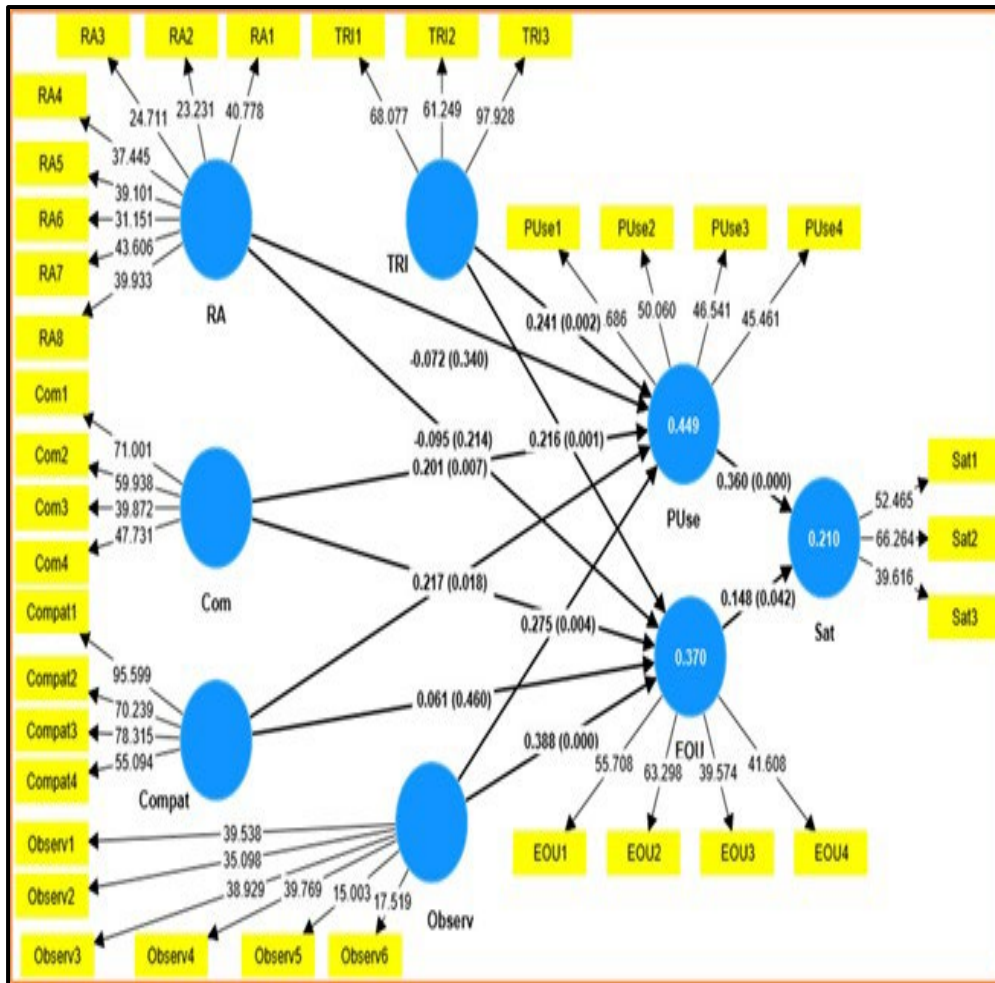 RA3
RA2
RA1
TRI1
TRI2
TRI3
RA4
24.711
23.231
40.778
68.077
61.249
97.928
37.445
RA5
39.101
RA6
31.151
RA7
43.606
39.933
RA8
RA
TRI
PUse1
PUse2
PUse3
PUse4
.686
50.060
46.541
45.461
0.241 (0.002)
-0.072 (0.340)
Com1
71.001
Com2
59.938
Com3
39.872
Com4
47.731
Com
-0.095 (0.214)
0.201 (0.007)
0.216 (0.001)
0.449
PUse
0.360 (0.000)
Sat1
52.465
Sat2
66.264
Sat3
39.616
0.210
Sat
0.148 (0.042)
Compat1
95.599
Compat2
70.239
Compat3
78.315
Compat4
55.094
Compat
0.217 (0.018)
0.275 (0.004)
0.061 (0.460)
0.388 (0.000)
0.370
EOU
55.708
63.298
39.574
41.608
EOU1
EOU2
EOU3
EOU4
Observ1
39.538
Observ2
35.098
38.929
39.769
15.003
17.519
Observ
Observ3
Observ4
Observ5
Observ6